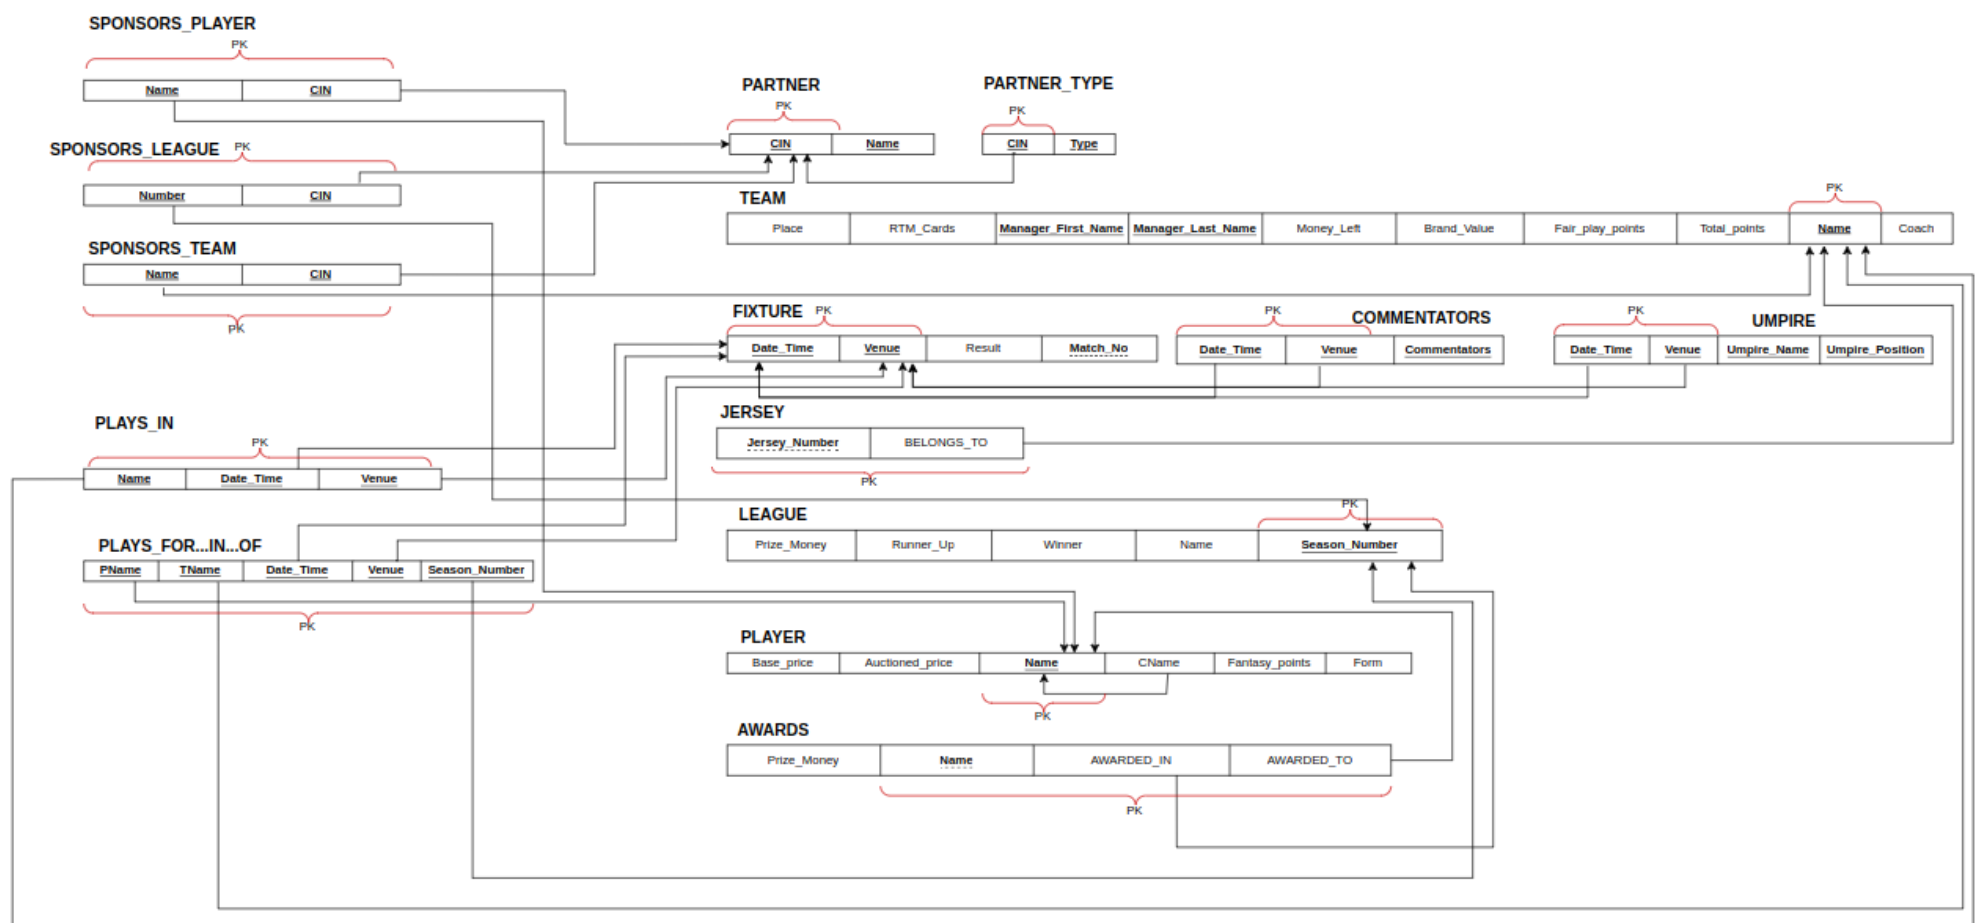 SPONSORS_PLAYER
PK
Name CIN
PARTNER
PK
CIN Name
PARTNER_TYPE
PK
CIN Type
SPONSORS_LEAGUE PK
Number CIN
TEAM
PK
Place RTM_Cards Manager_First_Name Manager_Last_Name Money_Left Brand_Value Fair_play_points Total_points Name Coach
SPONSORS_TEAM
Name CIN
PK
FIXTURE PK
Date_Time Venue Result Match_No
PK COMMENTATORS
Date_Time Venue Commentators
PK UMPIRE
Date_Time Venue Umpire_Name Umpire_Position
JERSEY
Jersey_Number BELONGS_TO
PK
PLAYS_IN
PK
Name Date_Time Venue
LEAGUE
PK
Prize_Money Runner_Up Winner Name Season_Number
PLAYS_FOR...IN...OF
PName TName Date_Time Venue Season_Number
PK
PLAYER
Base_price Auctioned_price Name CName Fantasy_points Form
PK
AWARDS
Prize_Money Name AWARDED_IN AWARDED_TO
PK